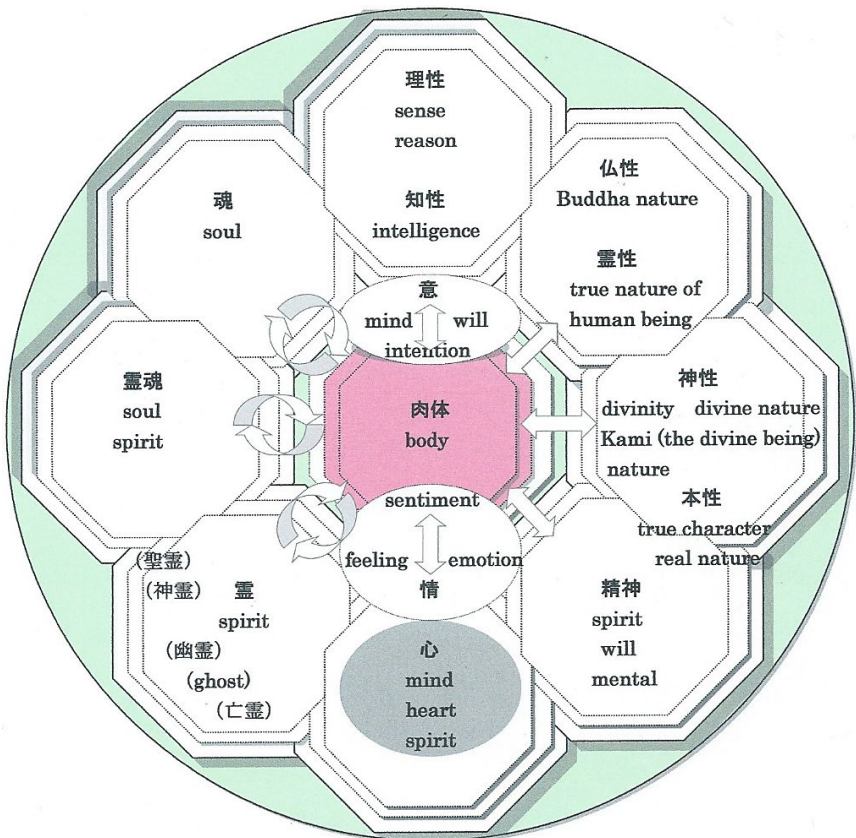 理性
sense
reason
知性
intelligence
仏性
Buddha nature
霊性
true nature of
human being
魂
soul
意
mind will
intention
霊魂
soul
spirit
肉体
body
神性
divinity divine nature
Kami (the divine being)
nature
本性
true character
real nature
sentiment
feeling emotion
情
(聖霊)
(神霊)
霊
spirit
(幽霊)
(ghost)
(亡霊)
心
mind
heart
spirit
精神
spirit
will
mental